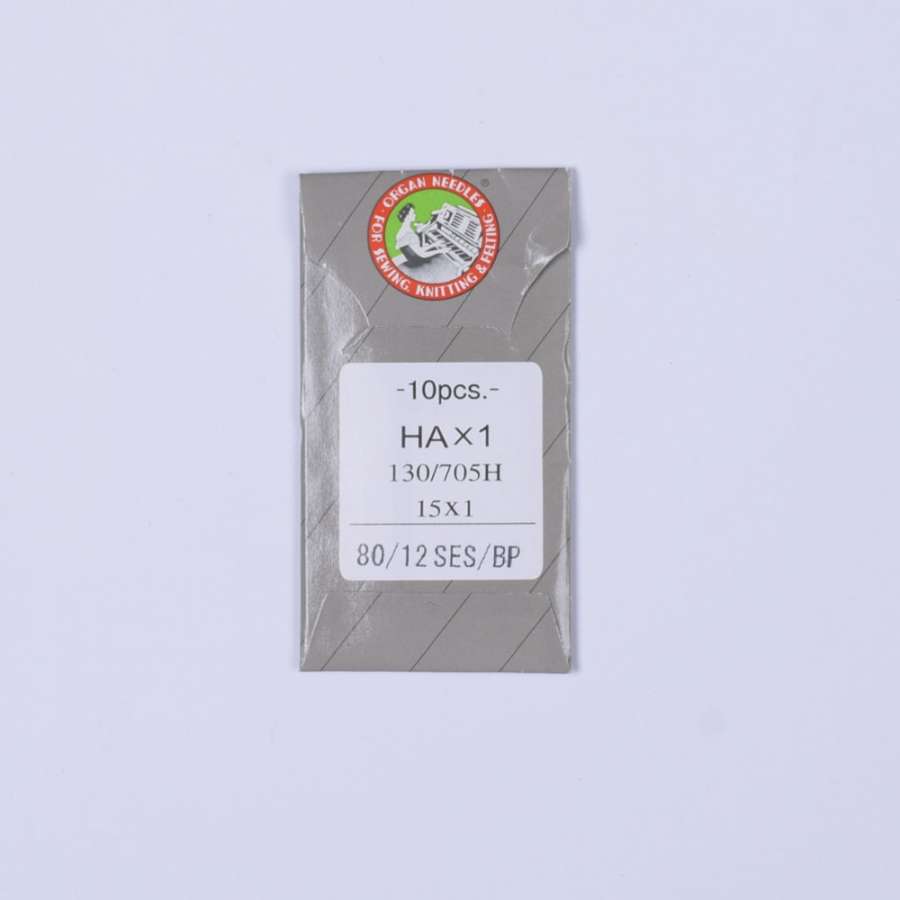 · ORGAN NEEDLES · ®
FOR SEWING, KNITTING & FELTING
-10pcs.-
HA×1
130/705H
15x1
80/12 SES/BP